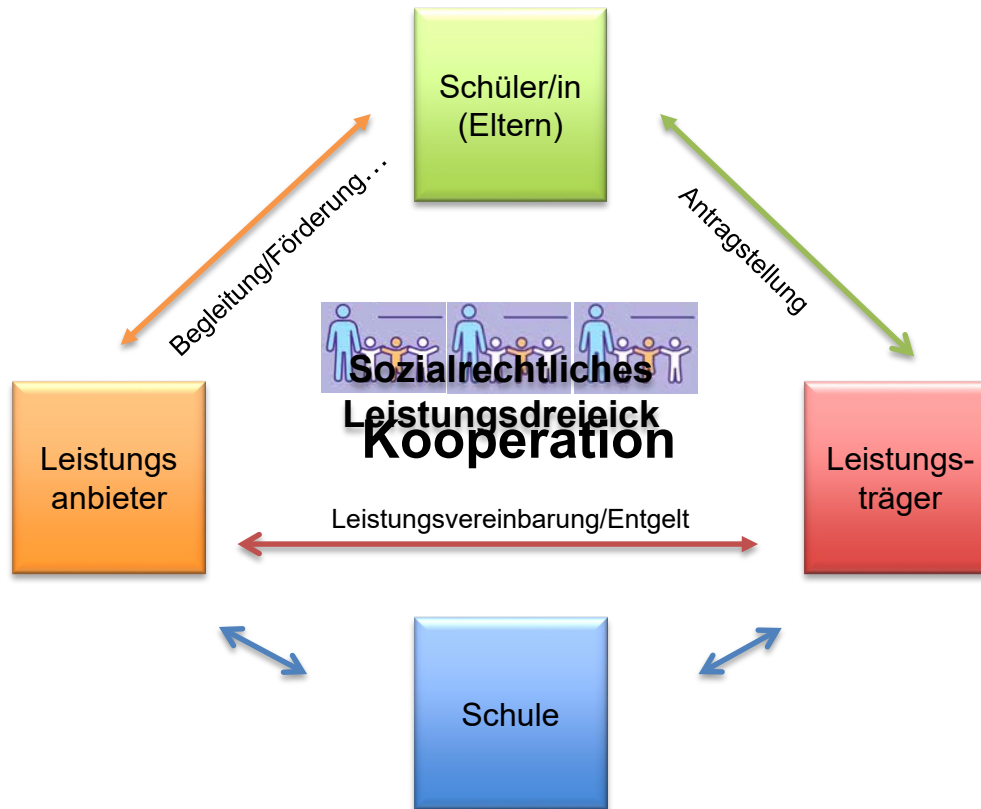 Schüler/in
(Eltern)
Begleitung/Förderung…
Antragstellung
Sozialrechtliches
Leistungsdreieick
Kooperation
Leistungs
anbieter
Leistungs-
träger
Leistungsvereinbarung/Entgelt
Schule